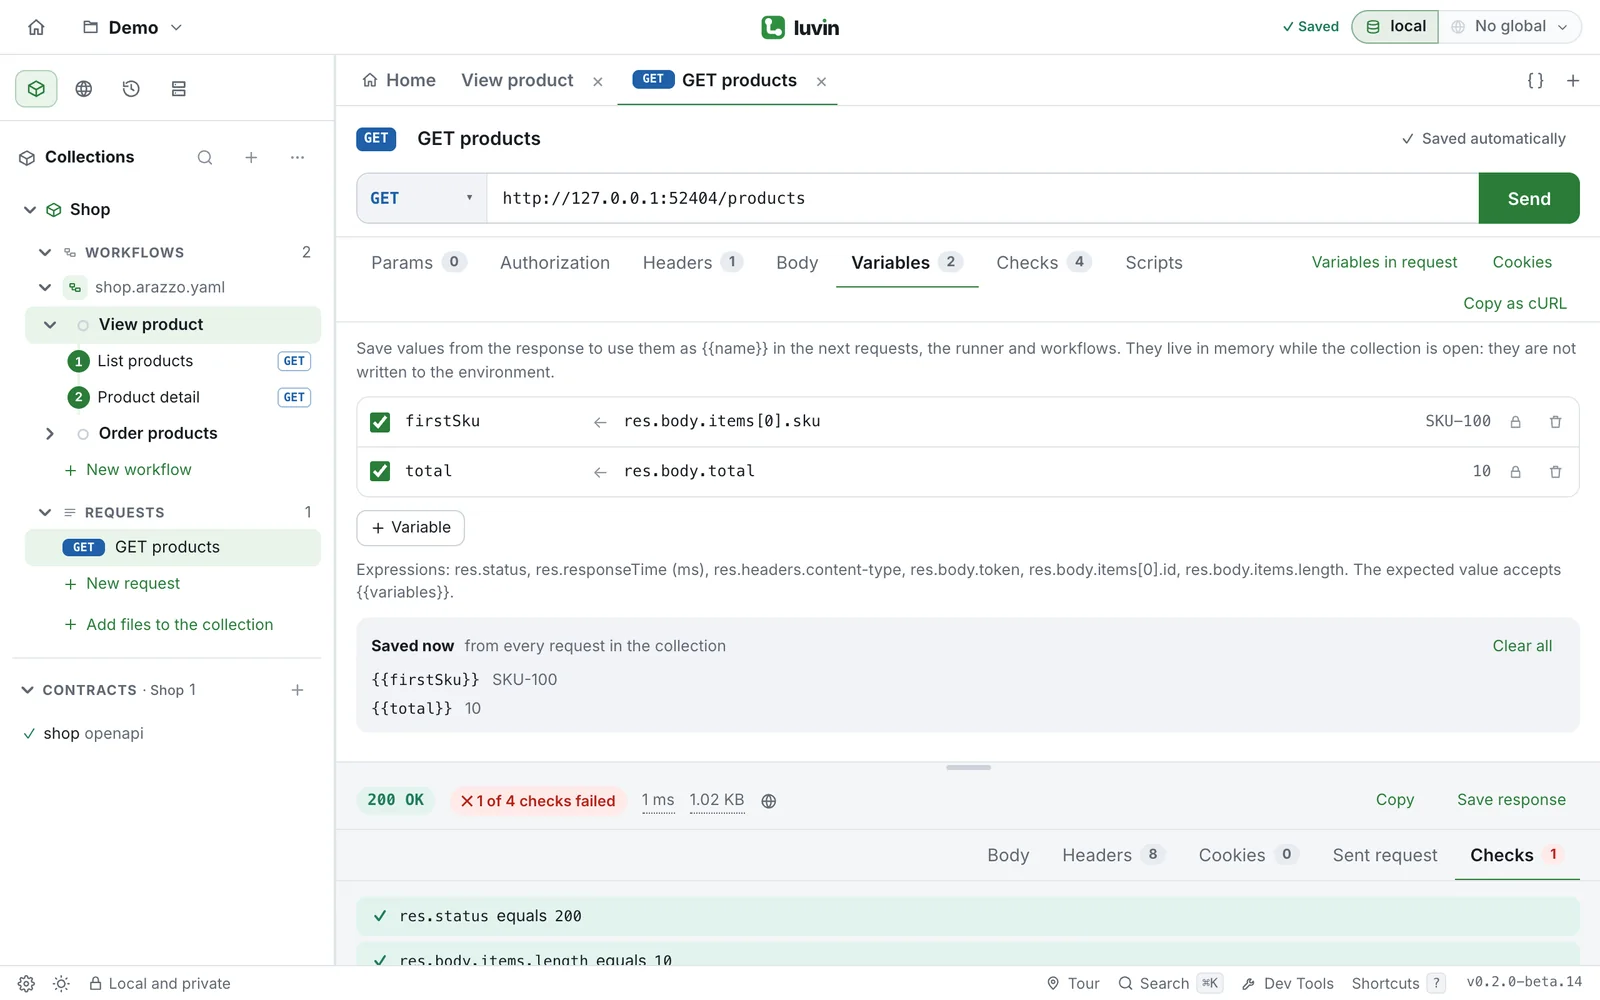 Demo
luvin
Saved
local
No global
Home
View product
GET GET products
{}
Collections
GET GET products
Saved automatically
Shop
GET
http://127.0.0.1:52404/products
Send
WORKFLOWS 2
shop.arazzo.yaml
View product
1 List products GET
2 Product detail GET
Order products
New workflow
REQUESTS 1
GET GET products
New request
Add files to the collection
CONTRACTS · Shop 1
shop openapi
Params 0
Authorization
Headers 1
Body
Variables 2
Checks 4
Scripts
Variables in request
Cookies
Copy as cURL
Save values from the response to use them as {{name}} in the next requests, the runner and workflows. They live in memory while the collection is open: they are not
written to the environment.
firstSku ← res.body.items[0].sku SKU-100
total ← res.body.total 10
+ Variable
Expressions: res.status, res.responseTime (ms), res.headers.content-type, res.body.token, res.body.items[0].id, res.body.items.length. The expected value accepts
{{variables}}.
Saved now from every request in the collection
Clear all
{{firstSku}} SKU-100
{{total}} 10
200 OK
1 of 4 checks failed
1 ms
1.02 KB
Copy
Save response
Body
Headers 8
Cookies 0
Sent request
Checks 1
res.status equals 200
res.body.items.length equals 10
Local and private
Tour
Search ⌘K
Dev Tools
Shortcuts ?
v0.2.0-beta.14